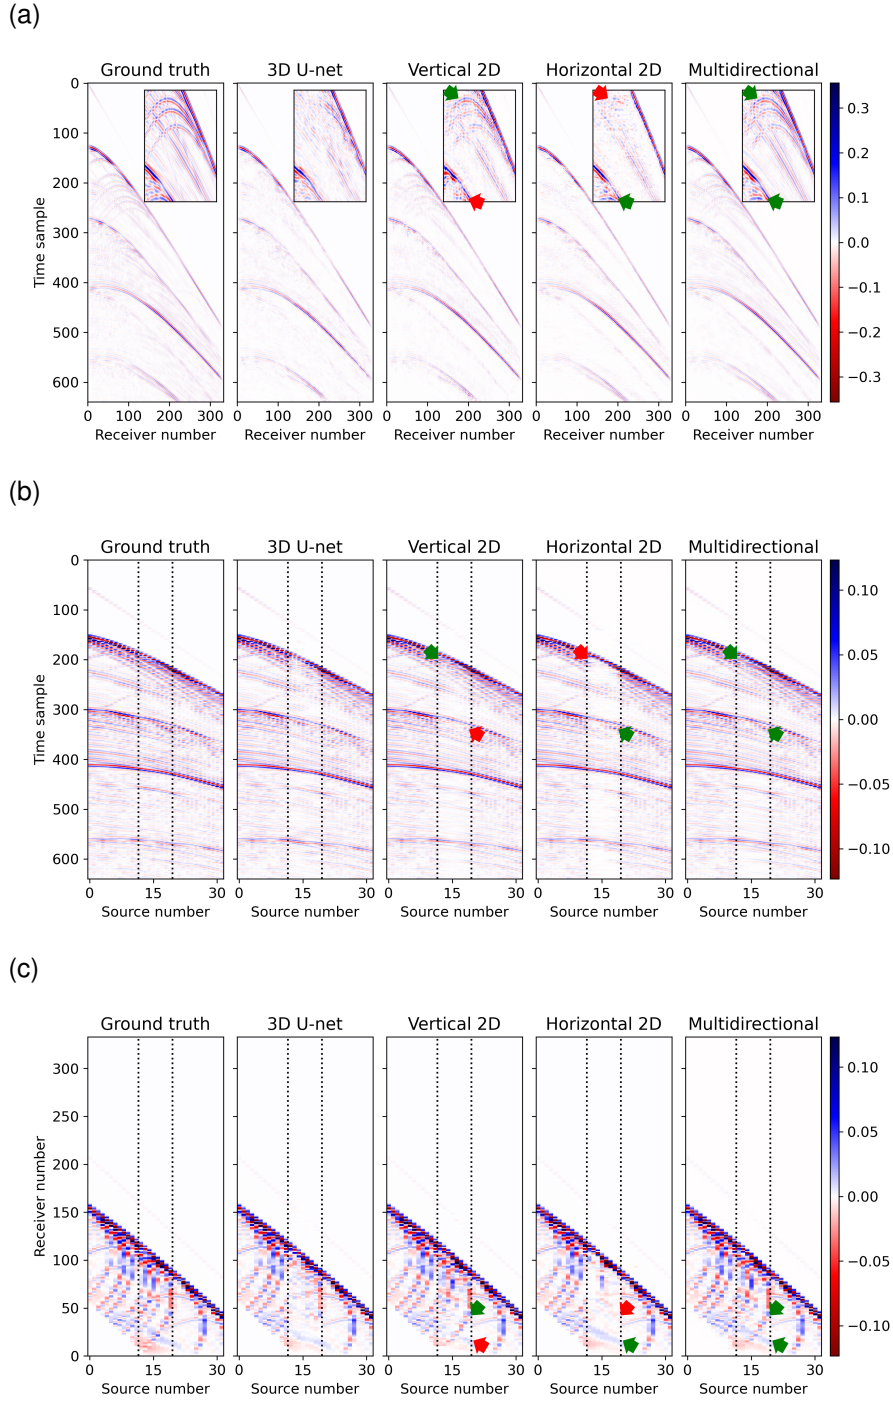 (a)
Ground truth 3D U-net Vertical 2D Horizontal 2D Multidirectional
0
100
200
300
400
500
600
Time sample
0 100 200 300 0 100 200 300 0 100 200 300 0 100 200 300 0 100 200 300
Receiver number Receiver number Receiver number Receiver number Receiver number
0.3
0.2
0.1
0.0
−0.1
−0.2
−0.3
(b)
Ground truth 3D U-net Vertical 2D Horizontal 2D Multidirectional
0
100
200
300
400
500
600
Time sample
0 15 30 0 15 30 0 15 30 0 15 30 0 15 30
Source number Source number Source number Source number Source number
0.10
0.05
0.00
−0.05
−0.10
(c)
Ground truth 3D U-net Vertical 2D Horizontal 2D Multidirectional
300
250
200
150
100
50
0
Receiver number
0 15 30 0 15 30 0 15 30 0 15 30 0 15 30
Source number Source number Source number Source number Source number
0.10
0.05
0.00
−0.05
−0.10